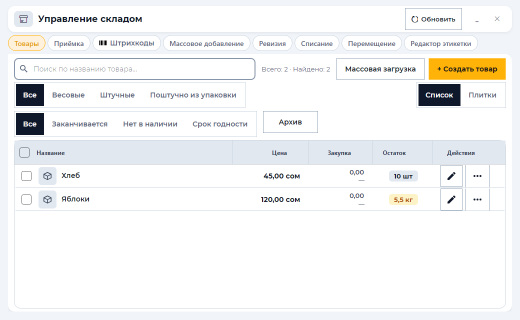 Управление складом
Обновить
Товары Приёмка Штрихкоды Массовое добавление Ревизия Списание Перемещение Редактор этикетки
Поиск по названию товара...
Всего: 2 · Найдено: 2
Массовая загрузка
+ Создать товар
Все Весовые Штучные Поштучно из упаковки
Список Плитки
Все Заканчивается Нет в наличии Срок годности
Архив
Название Цена Закупка Остаток Действия
Хлеб 45,00 сом 0,00 10 шт
—
Яблоки 120,00 сом 0,00 5,5 кг
—